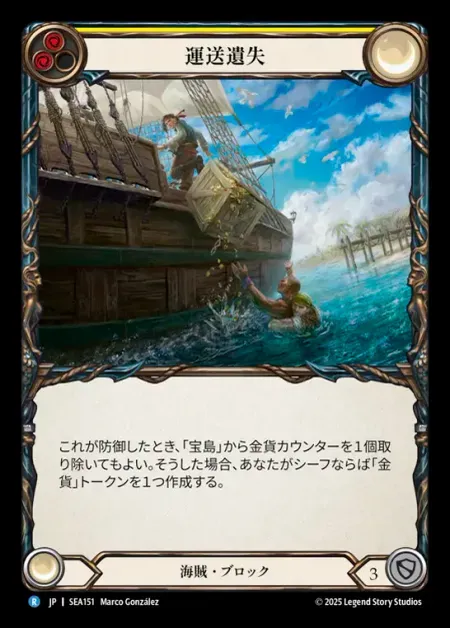 運送遺失
これが防御したとき、「宝島」から金貨カウンターを1個取
り除いてもよい。そうした場合、あなたがシーフならば「金
貨」トークンを1つ作成する。
海賊・ブロック
3
R JP | SEA151 Marco González © 2025 Legend Story Studios